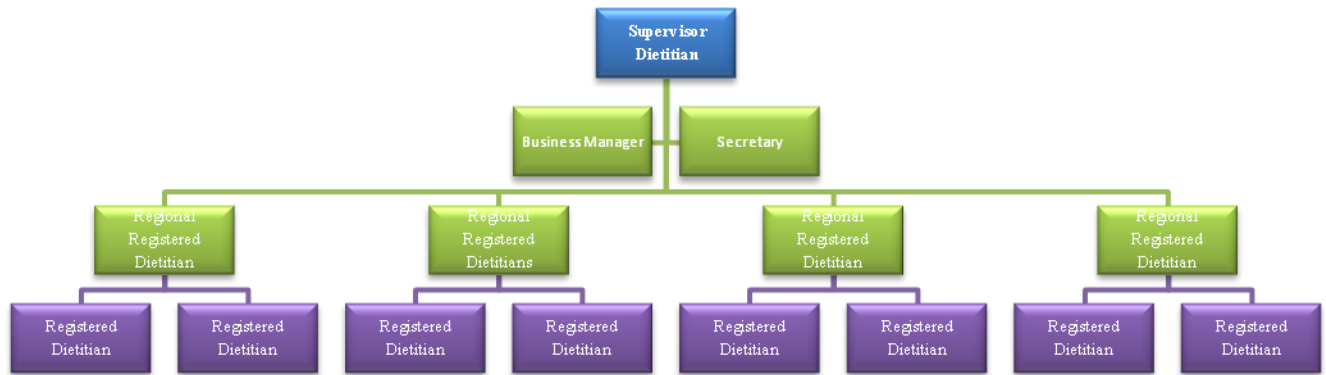 Supervisor
Dietitian
Business Manager
Secretary
Regional
Registered
Dietitian
Regional
Registered
Dietitians
Regional
Registered
Dietitian
Regional
Registered
Dietitian
Registered
Dietitian
Registered
Dietitian
Registered
Dietitian
Registered
Dietitian
Registered
Dietitian
Registered
Dietitian
Registered
Dietitian
Registered
Dietitian